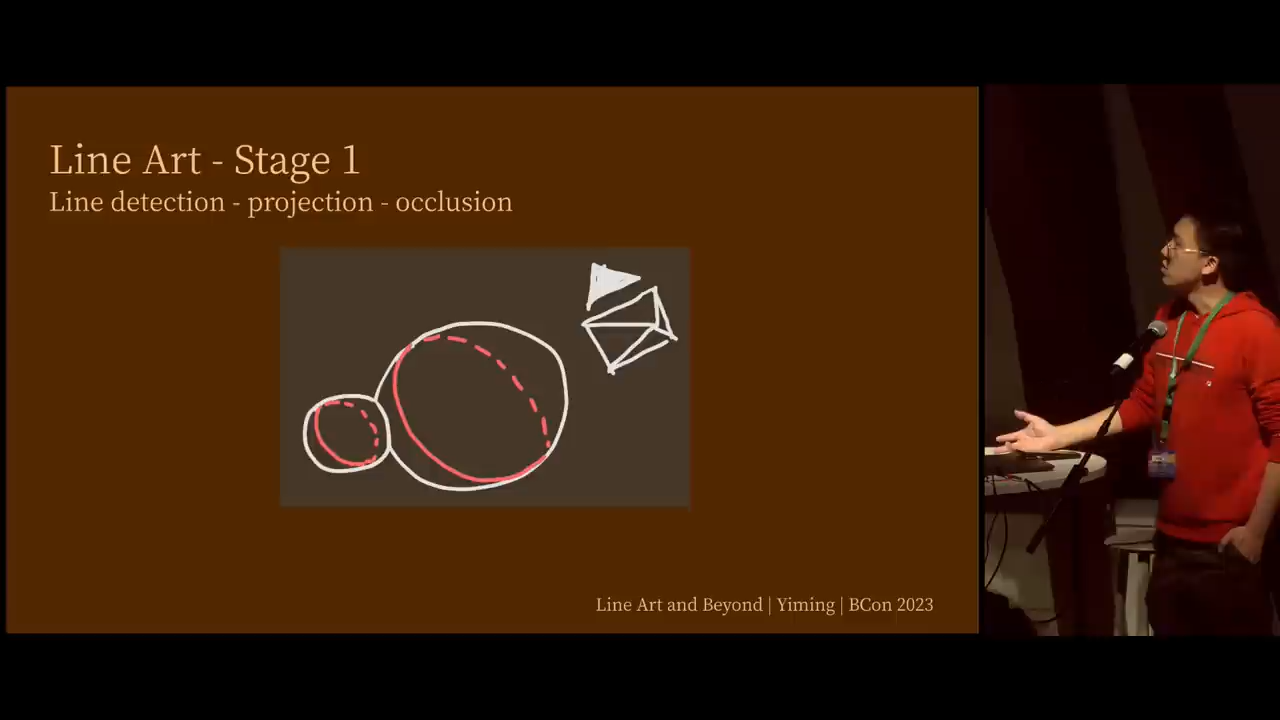 Line Art - Stage 1
Line detection - projection - occlusion
Line Art and Beyond | Yiming | BCon 2023